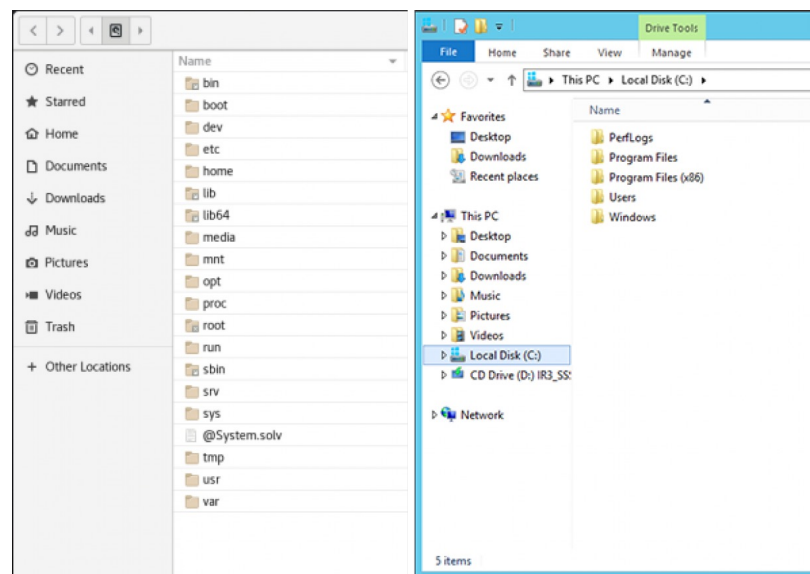 Recent
Starred
Home
Documents
Downloads
Music
Pictures
Videos
Trash
+ Other Locations
Name
bin
boot
dev
etc
home
lib
lib64
media
mnt
opt
proc
root
run
sbin
srv
sys
@System.solv
tmp
usr
var
Drive Tools
File Home Share View Manage
This PC Local Disk (C:)
Favorites
Desktop
Downloads
Recent places
This PC
Desktop
Documents
Downloads
Music
Pictures
Videos
Local Disk (C:)
CD Drive (D:) IR3_SS
Network
Name
PerfLogs
Program Files
Program Files (x86)
Users
Windows
5 items